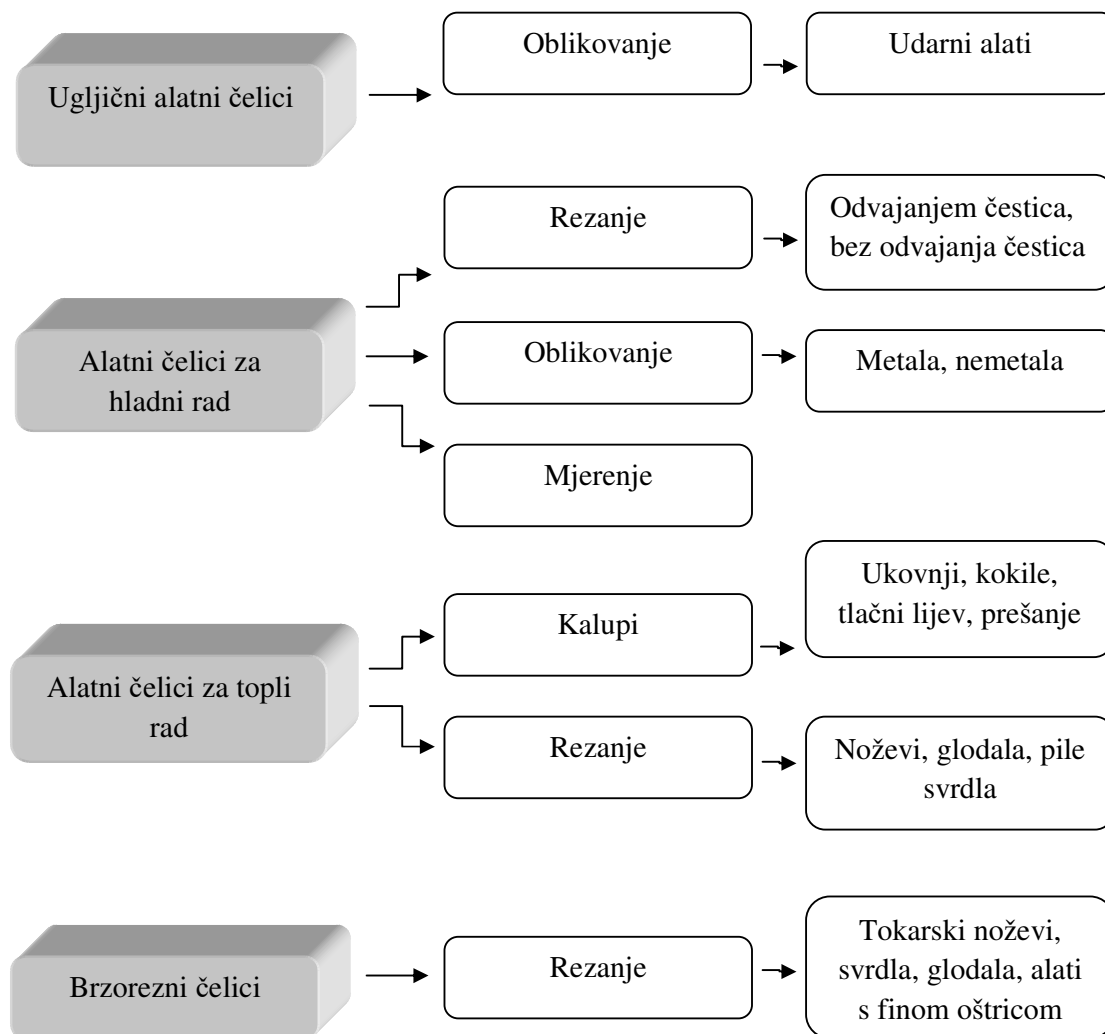 Ugljični alatni čelici
Oblikovanje
Udarni alati
Alatni čelici za
hladni rad
Rezanje
Odvajanjem čestica,
bez odvajanja čestica
Oblikovanje
Metala, nemetala
Mjerenje
Alatni čelici za topli
rad
Kalupi
Ukovnji, kokile,
tlačni lijev, prešanje
Rezanje
Noževi, glodala, pile
svrdla
Brzorezni čelici
Rezanje
Tokarski noževi,
svrdla, glodala, alati
s finom oštricom